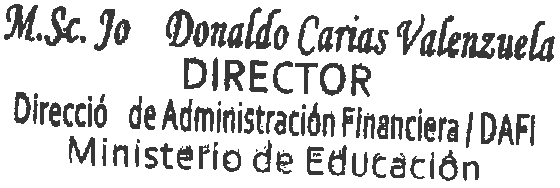 M.Sc. Jo Donaldo Carias Valenzuela
DIRECTOR
Direcció de Administración Financiera / DAFI
Ministerio de Educación